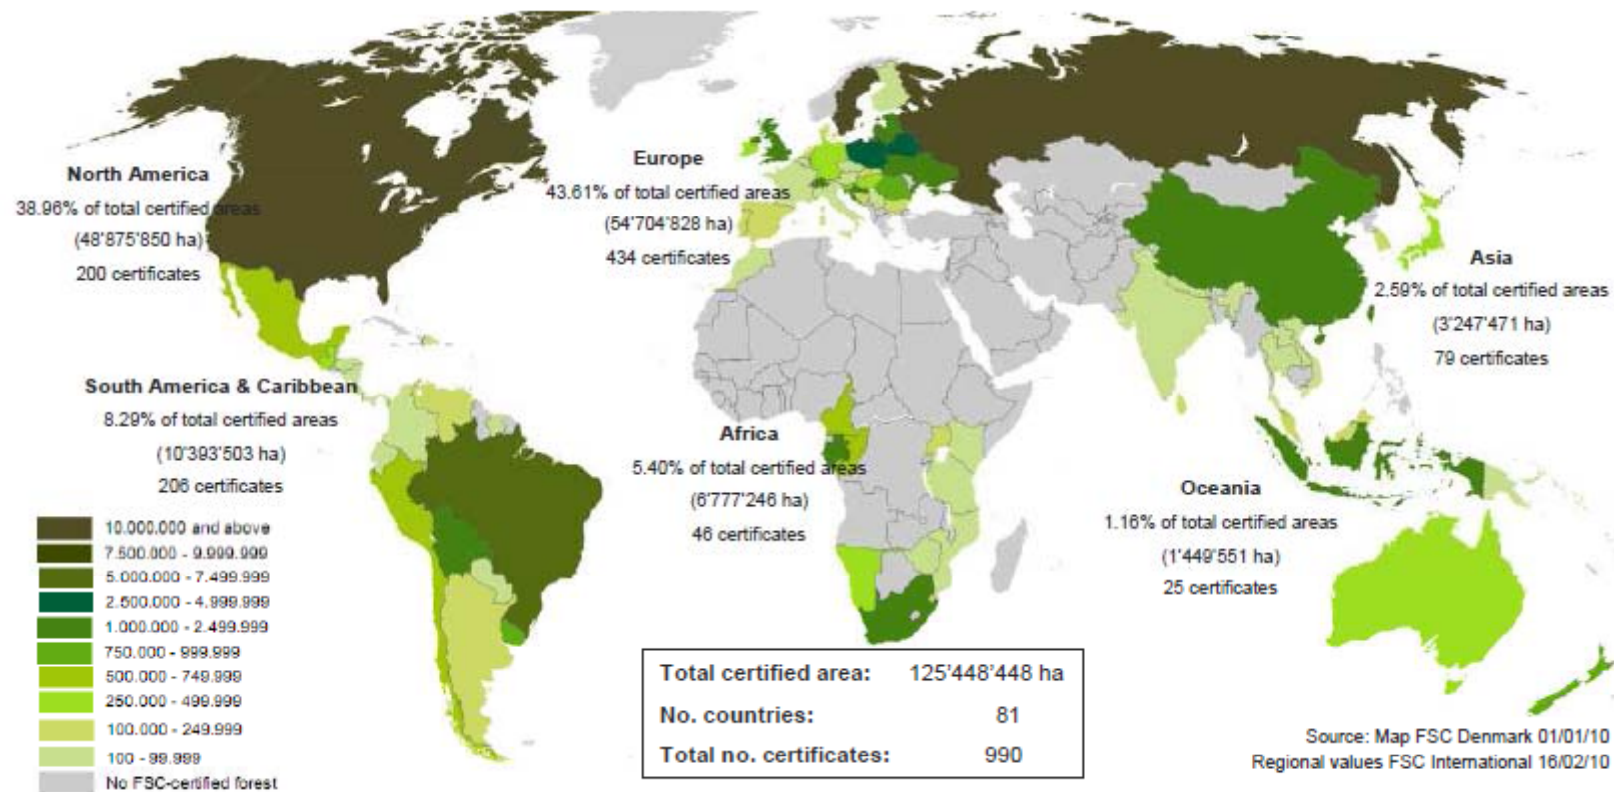 North America
38.96% of total certified areas
(48'875'850 ha)
200 certificates
Europe
43.61% of total certified areas
(54'704'828 ha)
434 certificates
Asia
2.59% of total certified areas
(3'247'471 ha)
79 certificates
South America & Caribbean
8.29% of total certified areas
(10'393'503 ha)
206 certificates
Africa
5.40% of total certified areas
(6'777'246 ha)
46 certificates
Oceania
1.16% of total certified areas
(1'449'551 ha)
25 certificates
10.000.000 and above
7.500.000 - 9.999.999
5.000.000 - 7.499.999
2.500.000 - 4.999.999
1.000.000 - 2.499.999
750.000 - 999.999
500.000 - 749.999
250.000 - 499.999
100.000 - 249.999
100 - 99.999
No FSC-certified forest
Total certified area: 125'448'448 ha
No. countries: 81
Total no. certificates: 990
Source: Map FSC Denmark 01/01/10
Regional values FSC International 16/02/10